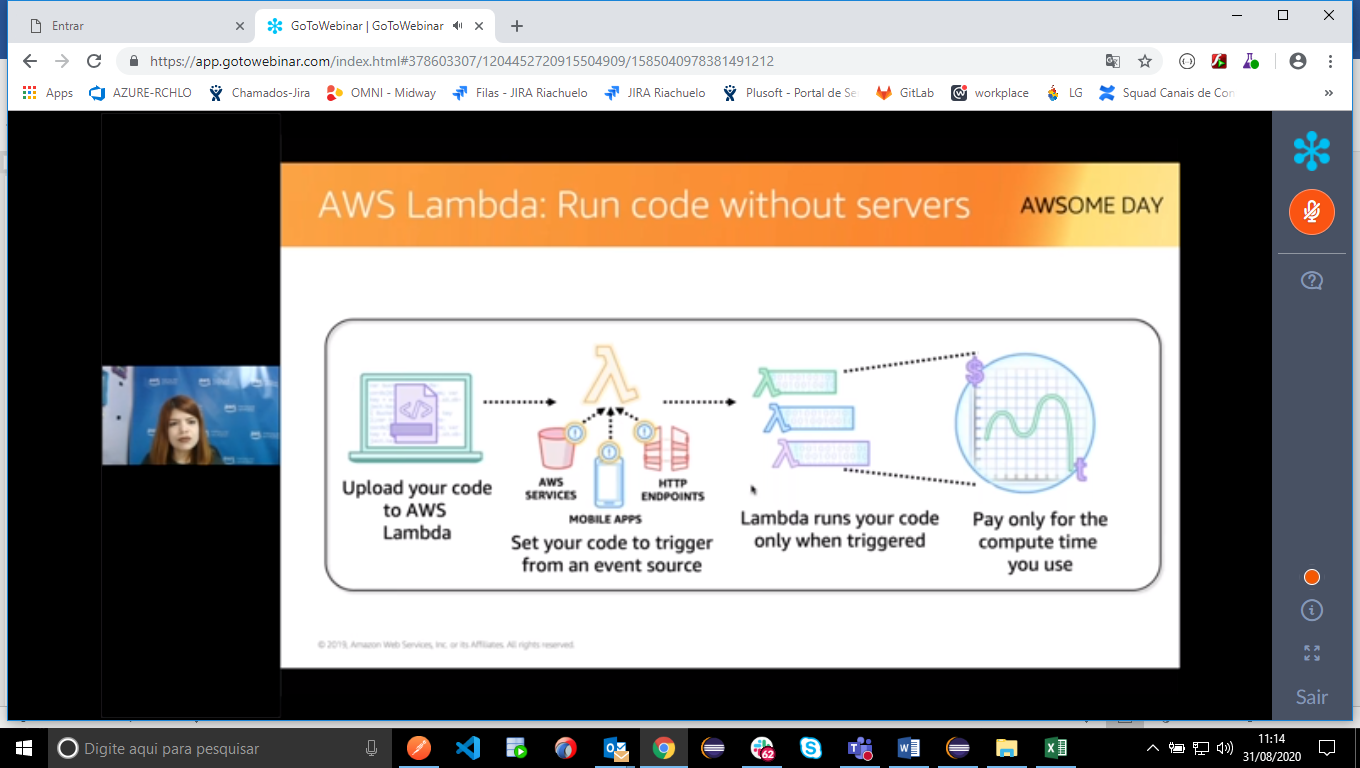 Entrar
GoToWebinar | GoToWebinar
https://app.gotowebinar.com/index.html#378603307/1204452720915504909/1585040978381491212
Apps AZURE-RCHLO Chamados-Jira OMNI - Midway Filas - JIRA Riachuelo JIRA Riachuelo Plusoft - Portal de Se GitLab workplace LG Squad Canais de Con »
AWS Lambda: Run code without servers
AWSOME DAY
Upload your code
to AWS
Lambda
AWS
SERVICES
MOBILE APPS
HTTP
ENDPOINTS
Set your code to trigger
from an event source
Lambda runs your code
only when triggered
$
t
Pay only for the
compute time
you use
© 2019, Amazon Web Services, Inc. or its Affiliates. All rights reserved.
Sair
Digite aqui para pesquisar
62
11:14
31/08/2020